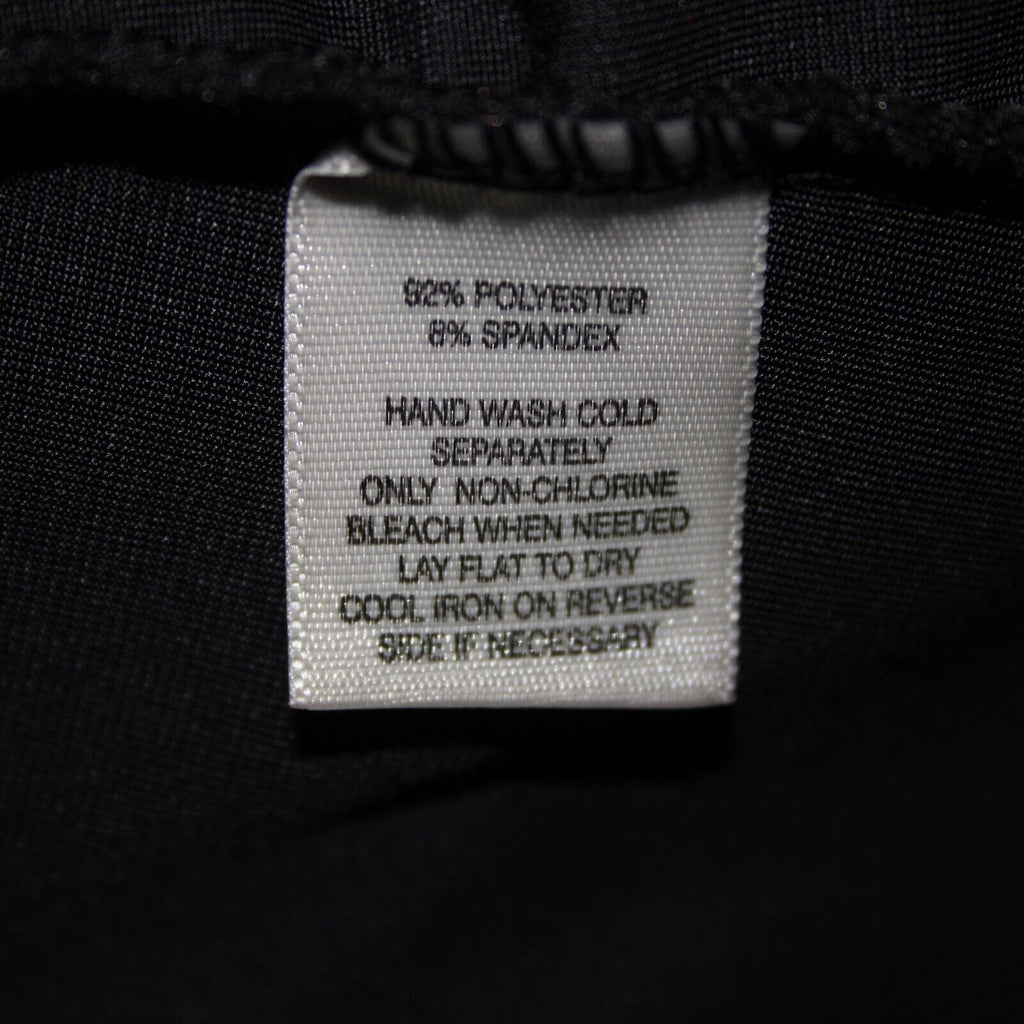 92% POLYESTER
8% SPANDEX
HAND WASH COLD
SEPARATELY
ONLY NON-CHLORINE
BLEACH WHEN NEEDED
LAY FLAT TO DRY
COOL IRON ON REVERSE
SIDE IF NECESSARY